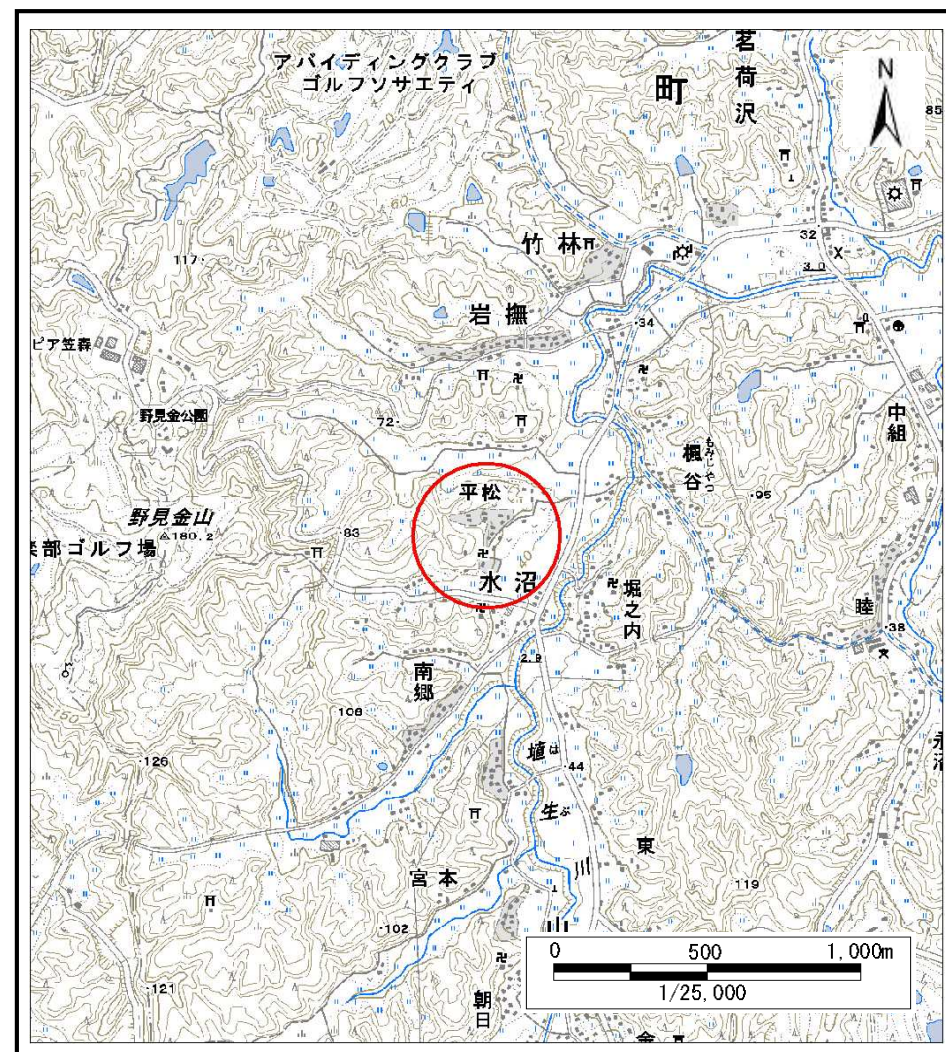 アバイディングクラブ
ゴルフソサエティ
町
茗荷沢
N
85
32
3.0
竹林
117
岩撫
34
ピア笠森
野見金公園
72
中組
楓谷
もみじやつ
95
平松
野見金山
180.2
83
楽部ゴルフ場
水沼
堀之内
睦
38
2.9
南郷
108
永沼
126
埴生川
はぶ
44
東
宮本
119
102
121
朝日
0 500 1,000m
1/25,000